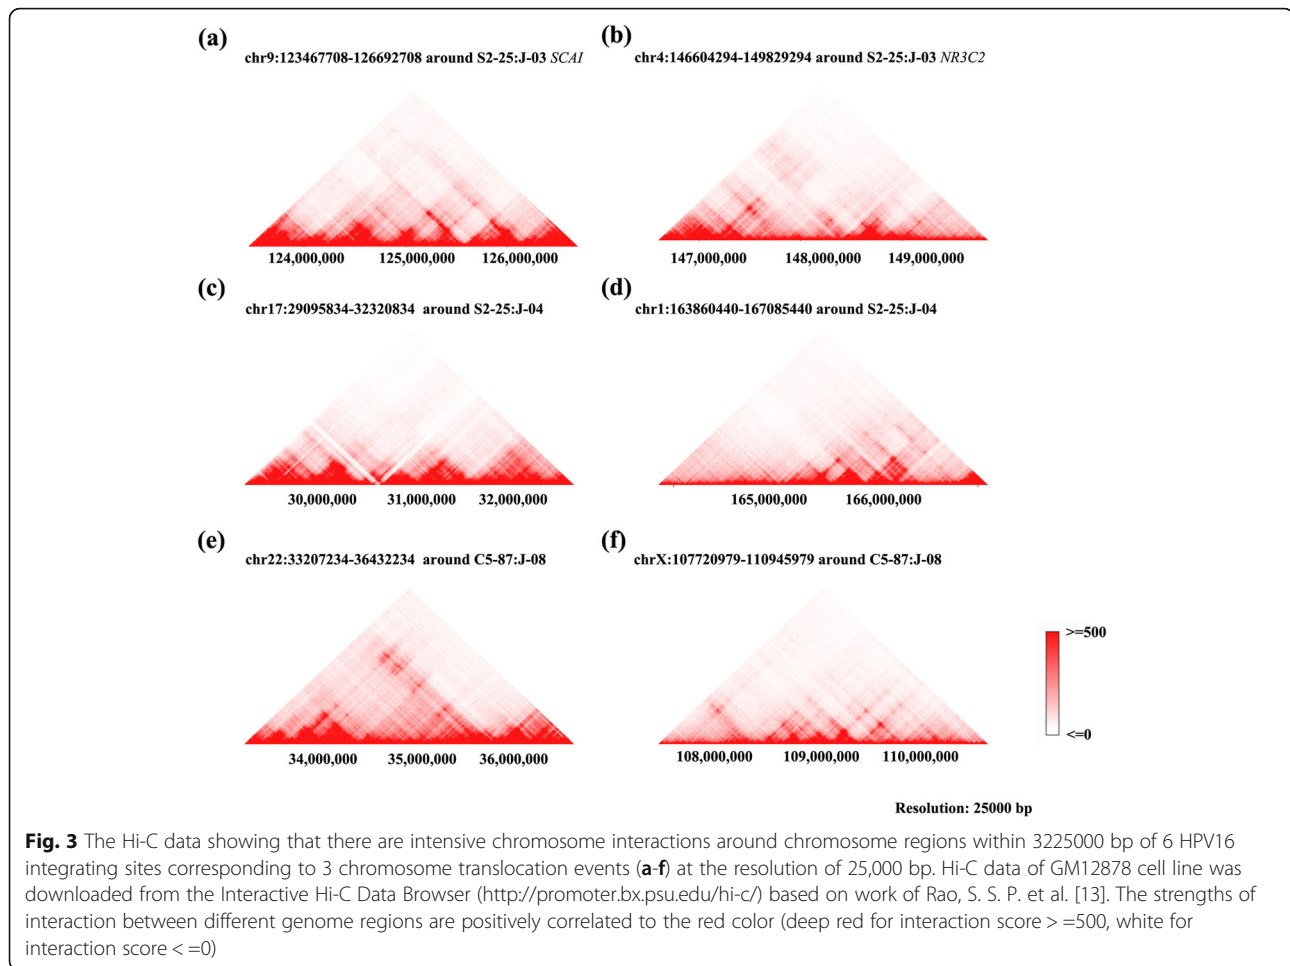 (a)
chr9:123467708-126692708 around S2-25:J-03 SCAI
124,000,000 125,000,000 126,000,000
(b)
chr4:146604294-149829294 around S2-25:J-03 NR3C2
147,000,000 148,000,000 149,000,000
(c)
chr17:29095834-32320834 around S2-25:J-04
30,000,000 31,000,000 32,000,000
(d)
chr1:163860440-167085440 around S2-25:J-04
165,000,000 166,000,000
(e)
chr22:33207234-36432234 around C5-87:J-08
34,000,000 35,000,000 36,000,000
(f)
chrX:107720979-110945979 around C5-87:J-08
108,000,000 109,000,000 110,000,000
>=500
<=0
Resolution: 25000 bp
Fig. 3 The Hi-C data showing that there are intensive chromosome interactions around chromosome regions within 3225000 bp of 6 HPV16
integrating sites corresponding to 3 chromosome translocation events (a-f) at the resolution of 25,000 bp. Hi-C data of GM12878 cell line was
downloaded from the Interactive Hi-C Data Browser (http://promoter.bx.psu.edu/hi-c/) based on work of Rao, S. S. P. et al. [13]. The strengths of
interaction between different genome regions are positively correlated to the red color (deep red for interaction score > =500, white for
interaction score < =0)